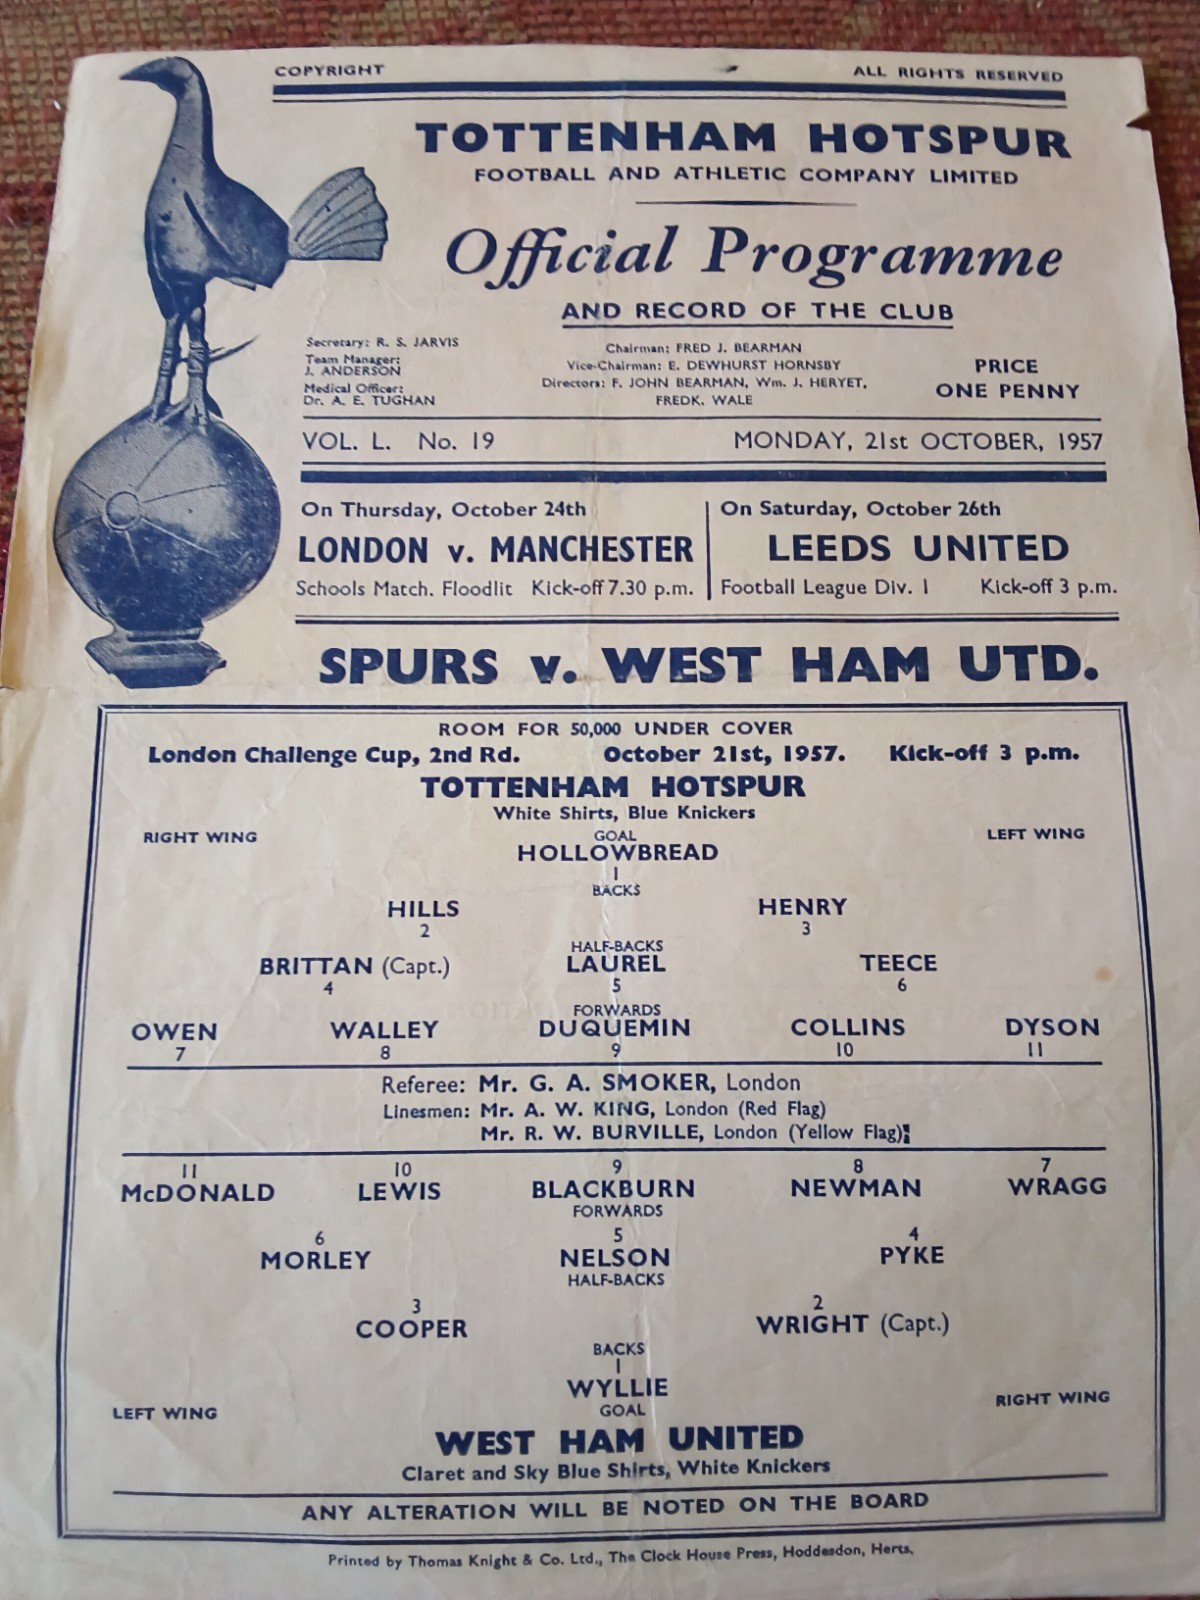 COPYRIGHT ALL RIGHTS RESERVED
TOTTENHAM HOTSPUR
FOOTBALL AND ATHLETIC COMPANY LIMITED
Official Programme
AND RECORD OF THE CLUB
Secretary: R. S. JARVIS
Team Manager:
J. ANDERSON
Medical Officer:
Dr. A. E. TUGHAN
Chairman: FRED J. BEARMAN
Vice-Chairman: E. DEWHURST HORNSBY
Directors: F. JOHN BEARMAN, Wm. J. HERYET,
FREDK. WALE
PRICE
ONE PENNY
VOL. L. No. 19 MONDAY, 21st OCTOBER, 1957
On Thursday, October 24th
LONDON v. MANCHESTER
Schools Match. Floodlit Kick-off 7.30 p.m.
On Saturday, October 26th
LEEDS UNITED
Football League Div. I Kick-off 3 p.m.
SPURS v. WEST HAM UTD.
ROOM FOR 50,000 UNDER COVER
London Challenge Cup, 2nd Rd. October 21st, 1957. Kick-off 3 p.m.
TOTTENHAM HOTSPUR
White Shirts, Blue Knickers
RIGHT WING GOAL LEFT WING
HOLLOWBREAD
1
BACKS
HILLS HENRY
2 3
HALF-BACKS
BRITTAN (Capt.) LAUREL TEECE
4 5 6
FORWARDS
OWEN WALLEY DUQUEMIN COLLINS DYSON
7 8 9 10 11
Referee: Mr. G. A. SMOKER, London
Linesmen: Mr. A. W. KING, London (Red Flag)
Mr. R. W. BURVILLE, London (Yellow Flag)
11 10 9 8 7
McDONALD LEWIS BLACKBURN NEWMAN WRAGG
FORWARDS
6 5 4
MORLEY NELSON PYKE
HALF-BACKS
3 2
COOPER WRIGHT (Capt.)
BACKS
1
WYLLIE
LEFT WING GOAL RIGHT WING
WEST HAM UNITED
Claret and Sky Blue Shirts, White Knickers
ANY ALTERATION WILL BE NOTED ON THE BOARD
Printed by Thomas Knight & Co. Ltd., The Clock House Press, Hoddesdon, Herts.